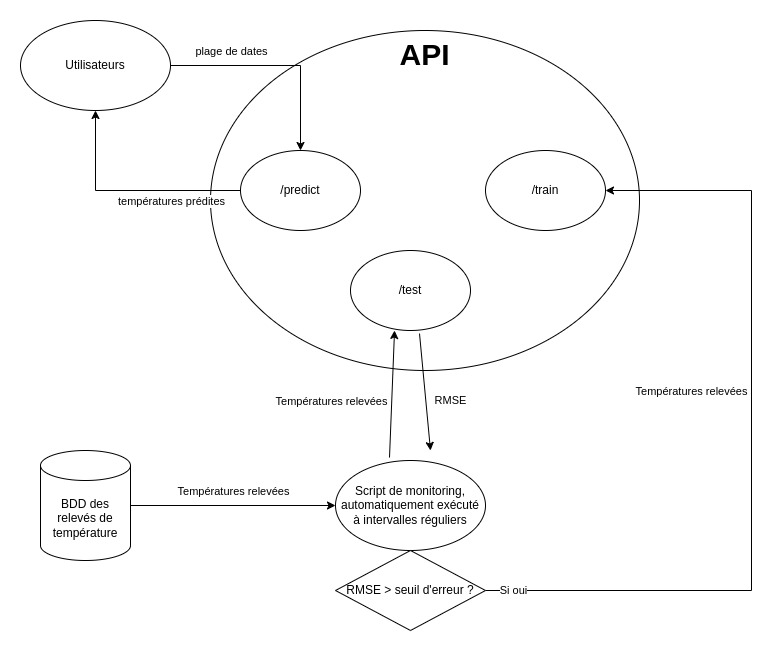 API
Utilisateurs
plage de dates
/predict
/train
températures prédites
/test
Températures relevées
RMSE
Températures relevées
BDD des
relevés de
température
Températures relevées
Script de monitoring,
automatiquement exécuté
à intervalles réguliers
RMSE > seuil d'erreur ?
Si oui